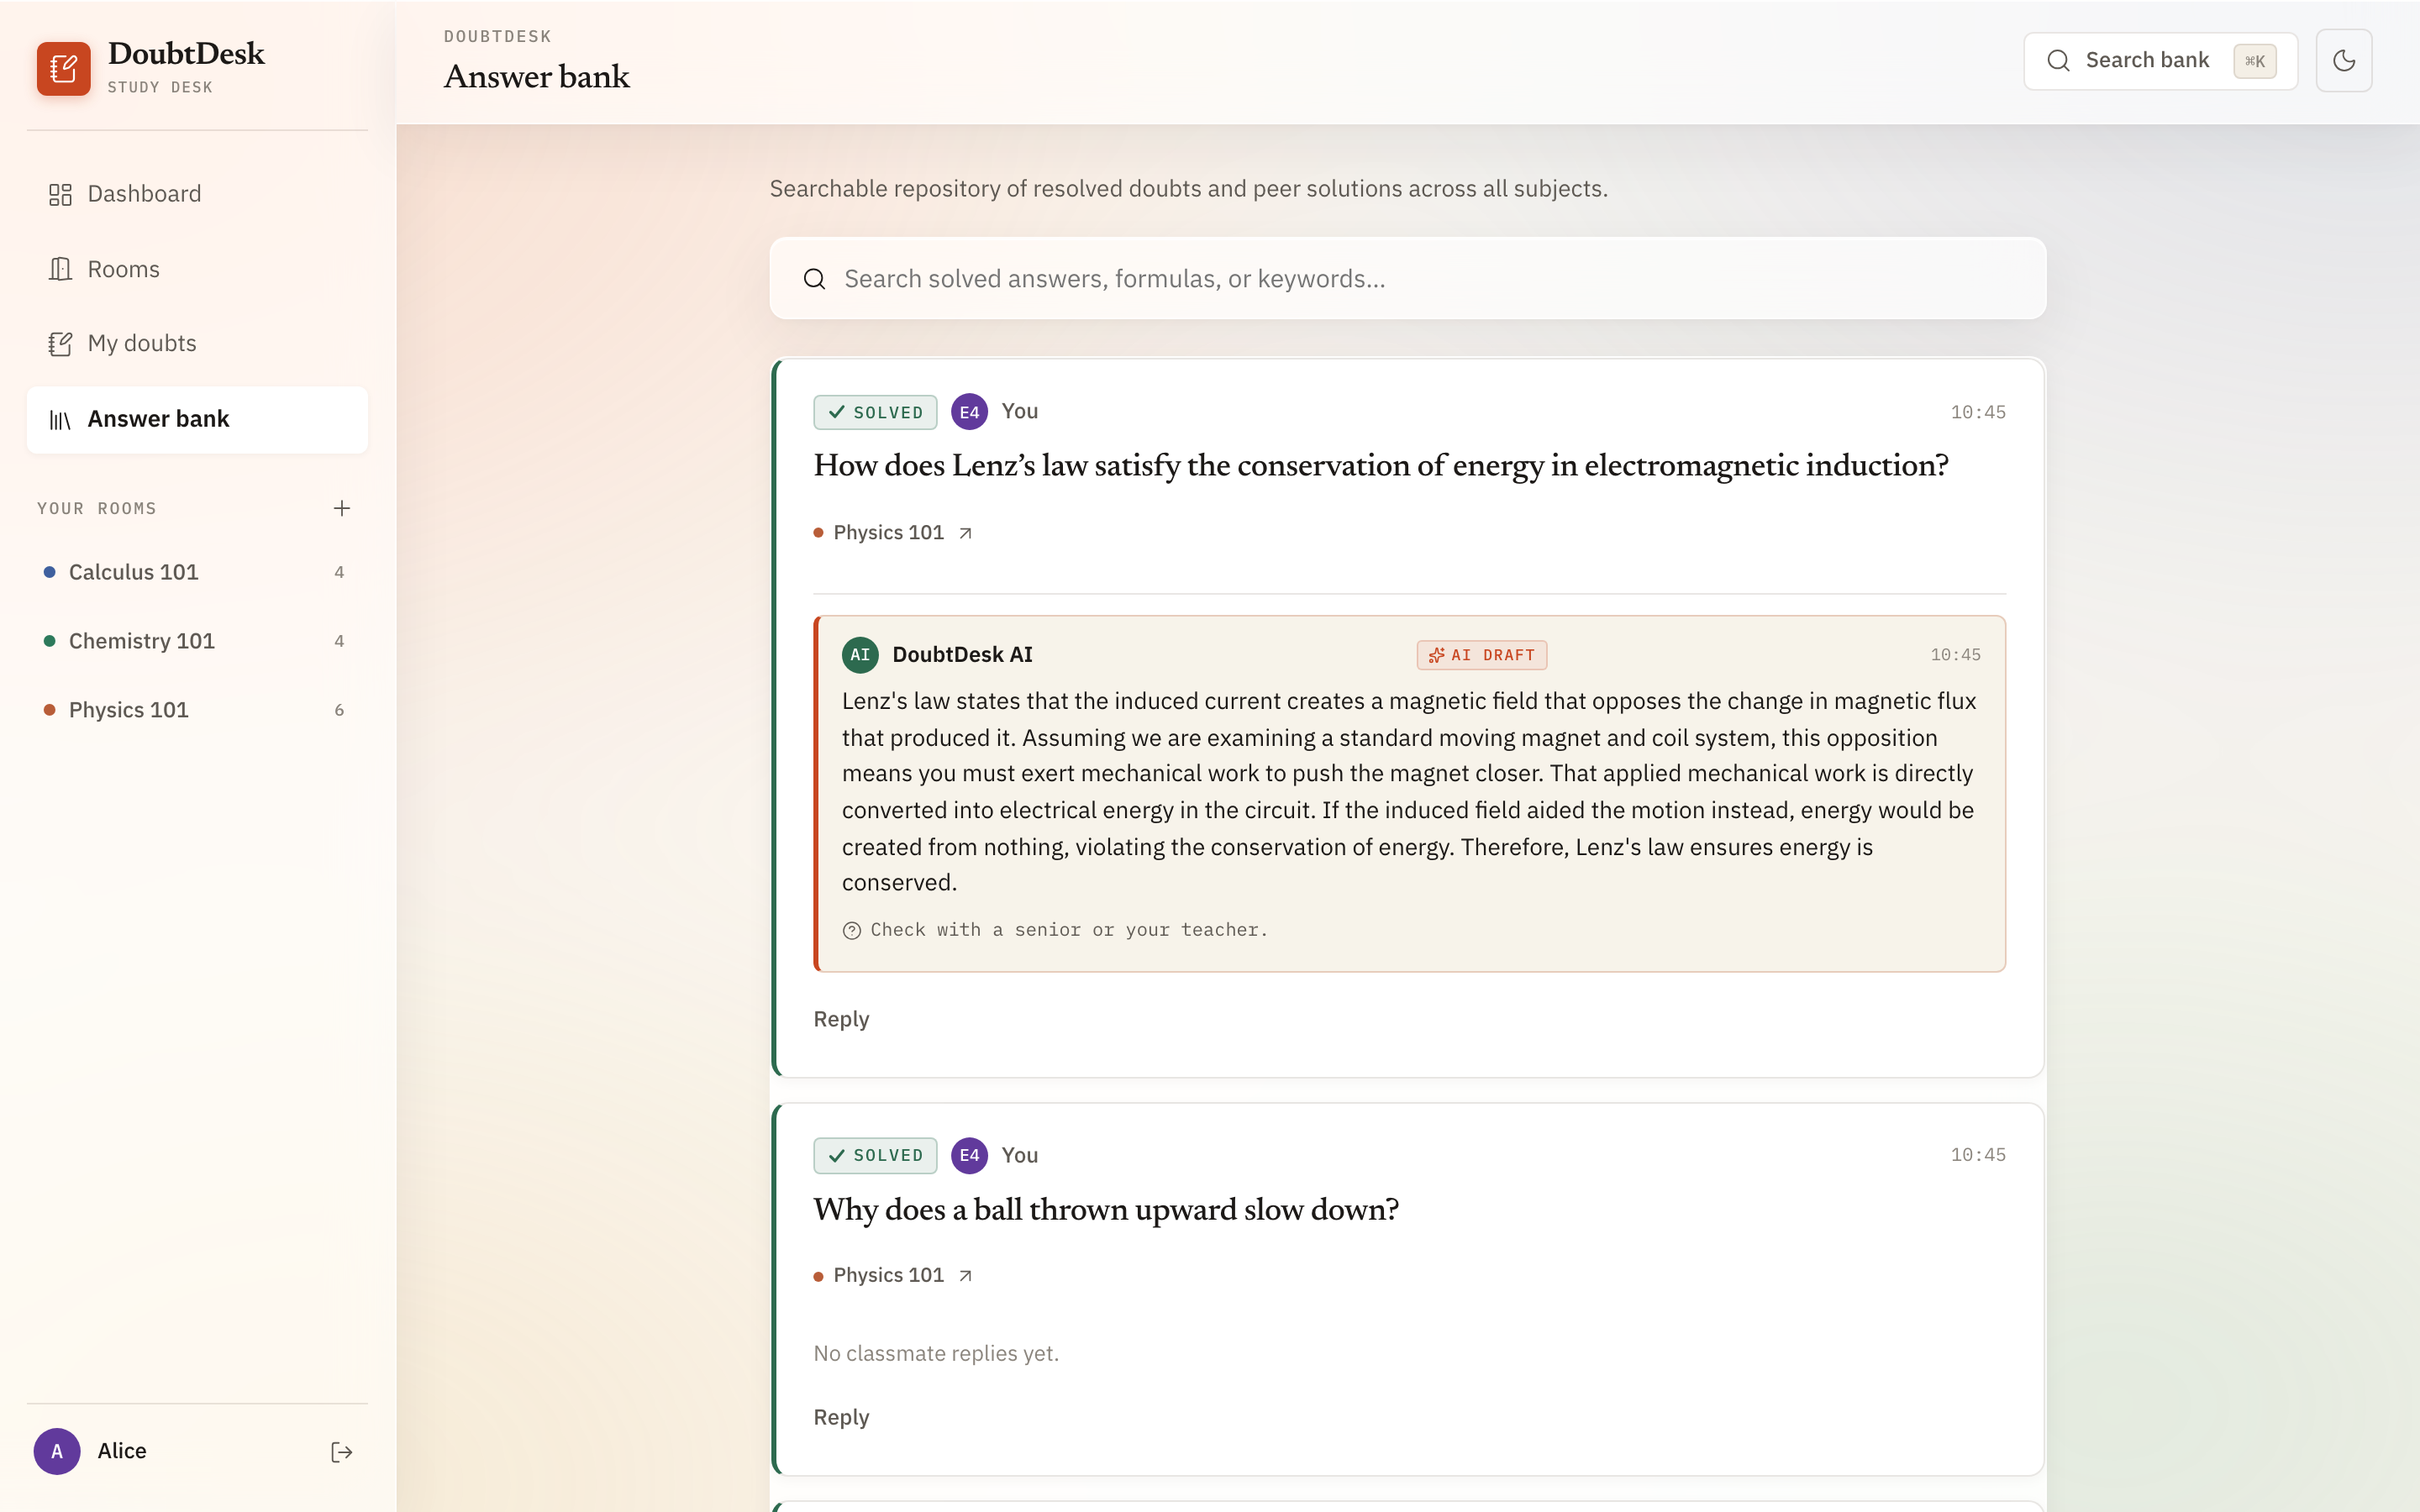 DoubtDesk
STUDY DESK
Dashboard
Rooms
My doubts
Answer bank
YOUR ROOMS
Calculus 101 4
Chemistry 101 4
Physics 101 6
A Alice
DOUBTDESK
Answer bank
Search bank ⌘K
Searchable repository of resolved doubts and peer solutions across all subjects.
Search solved answers, formulas, or keywords...
SOLVED E4 You 10:45
How does Lenz’s law satisfy the conservation of energy in electromagnetic induction?
Physics 101
AI DoubtDesk AI AI DRAFT 10:45
Lenz's law states that the induced current creates a magnetic field that opposes the change in magnetic flux
that produced it. Assuming we are examining a standard moving magnet and coil system, this opposition
means you must exert mechanical work to push the magnet closer. That applied mechanical work is directly
converted into electrical energy in the circuit. If the induced field aided the motion instead, energy would be
created from nothing, violating the conservation of energy. Therefore, Lenz's law ensures energy is
conserved.
Check with a senior or your teacher.
Reply
SOLVED E4 You 10:45
Why does a ball thrown upward slow down?
Physics 101
No classmate replies yet.
Reply